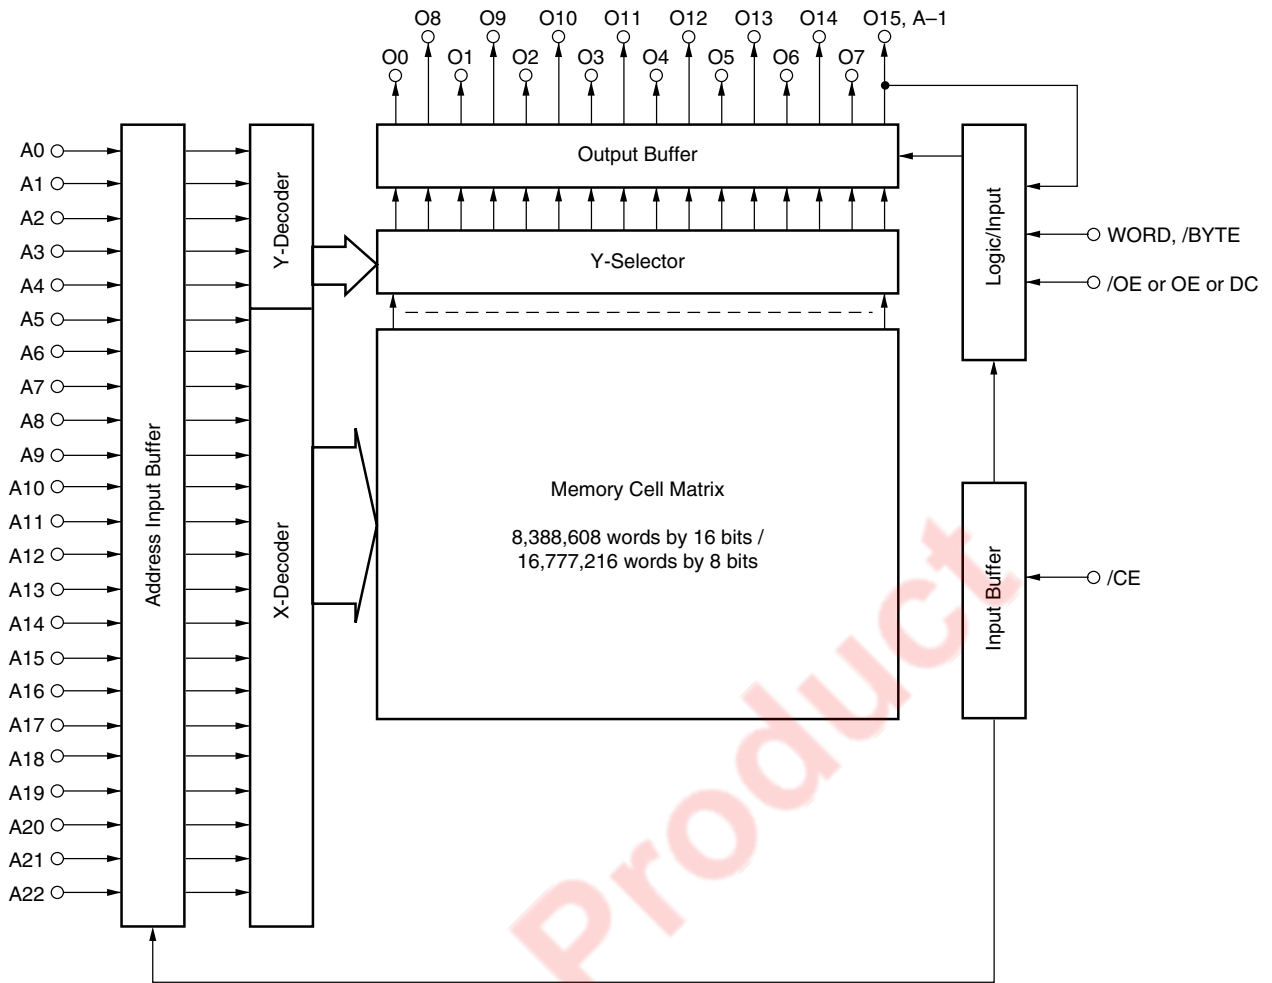 O8 O9 O10 O11 O12 O13 O14 O15, A–1
O0 O1 O2 O3 O4 O5 O6 O7
A0
A1
A2
A3
A4
A5
A6
A7
A8
A9
A10
A11
A12
A13
A14
A15
A16
A17
A18
A19
A20
A21
A22
Address Input Buffer
Y-Decoder
X-Decoder
Output Buffer
Y-Selector
Memory Cell Matrix
8,388,608 words by 16 bits /
16,777,216 words by 8 bits
Logic/Input
WORD, /BYTE
/OE or OE or DC
Input Buffer
/CE
Product